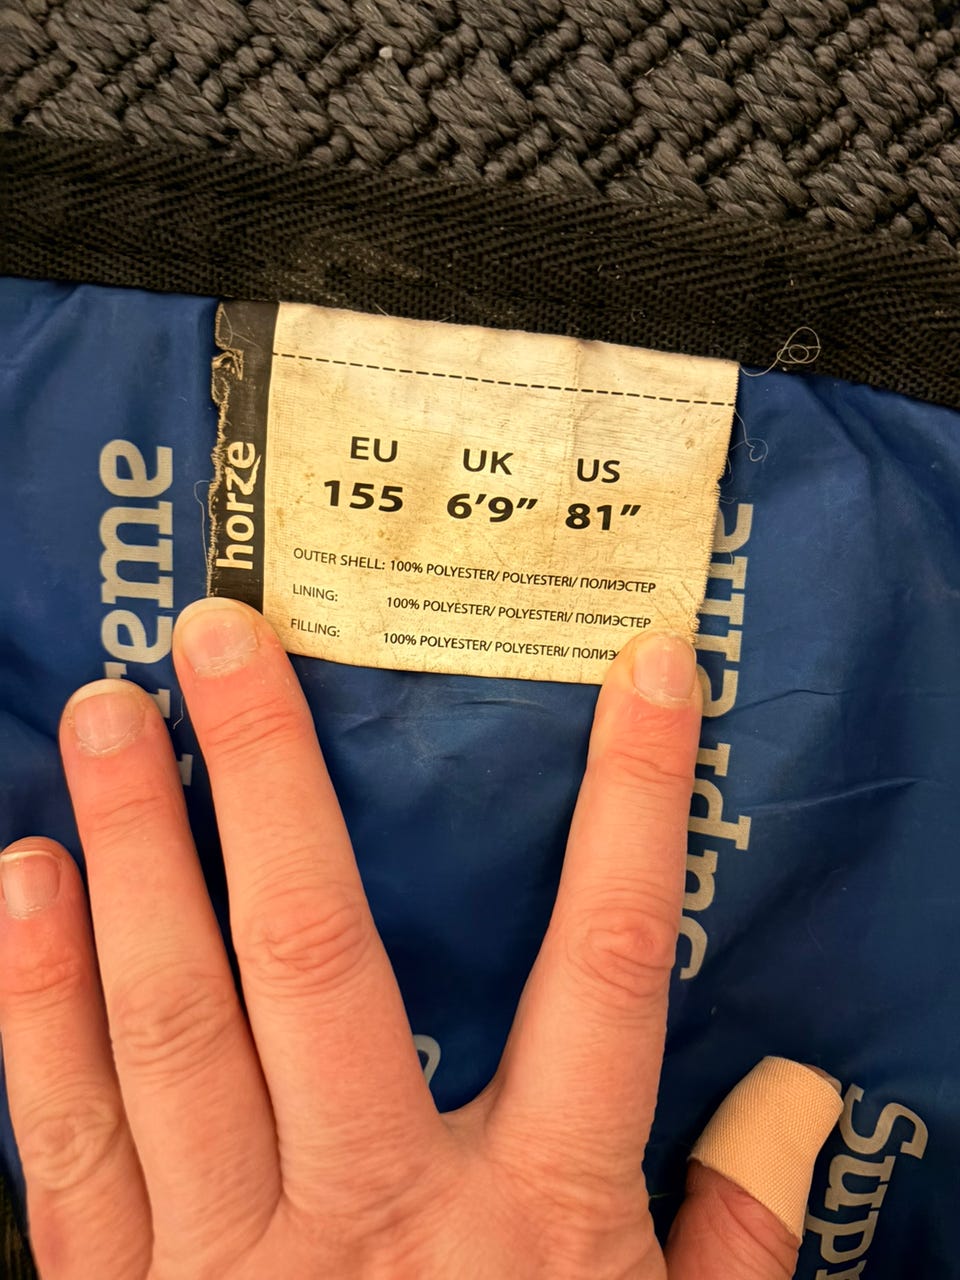 horze
EU UK US
155 6’9” 81”
OUTER SHELL: 100% POLYESTER/ POLYESTERI/ ПОЛИЭСТЕР
LINING: 100% POLYESTER/ POLYESTERI/ ПОЛИЭСТЕР
FILLING: 100% POLYESTER/ POLYESTERI/
supreme